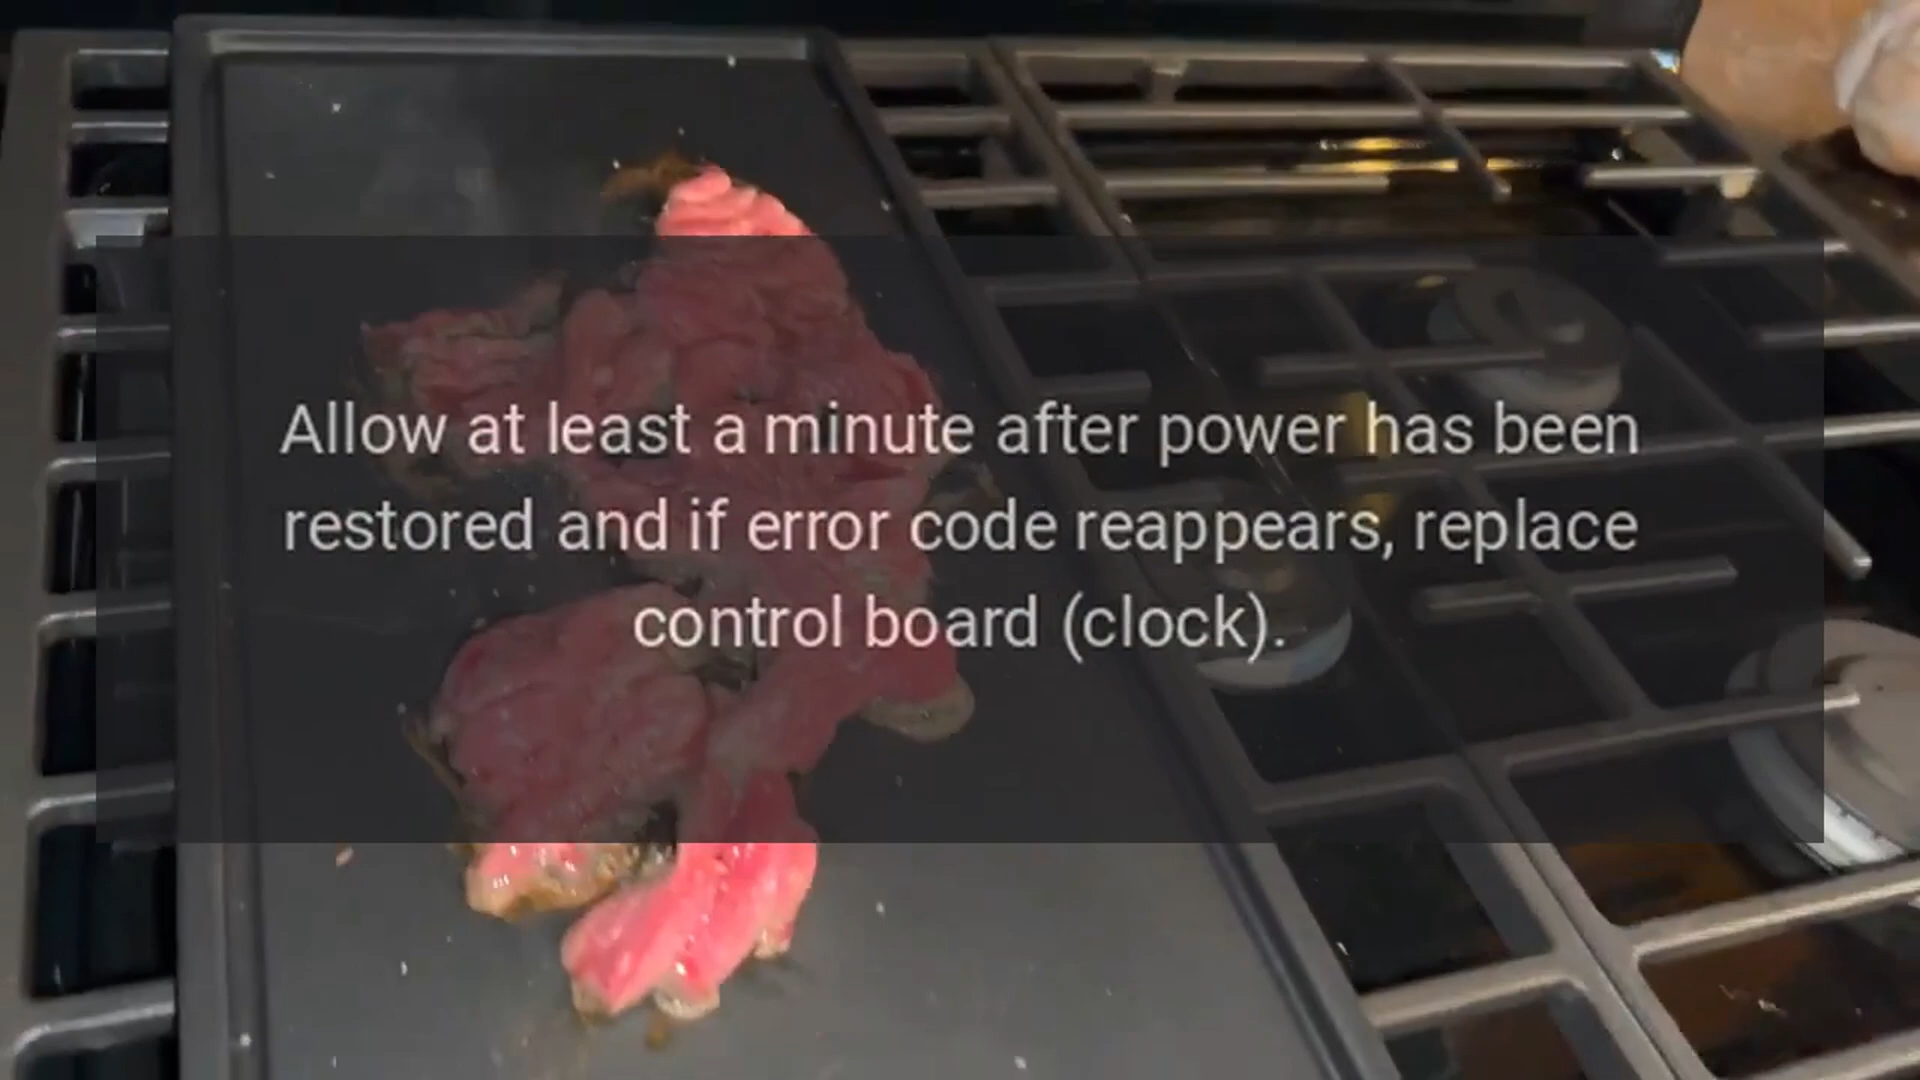 Allow at least a minute after power has been
restored and if error code reappears, replace
control board (clock).